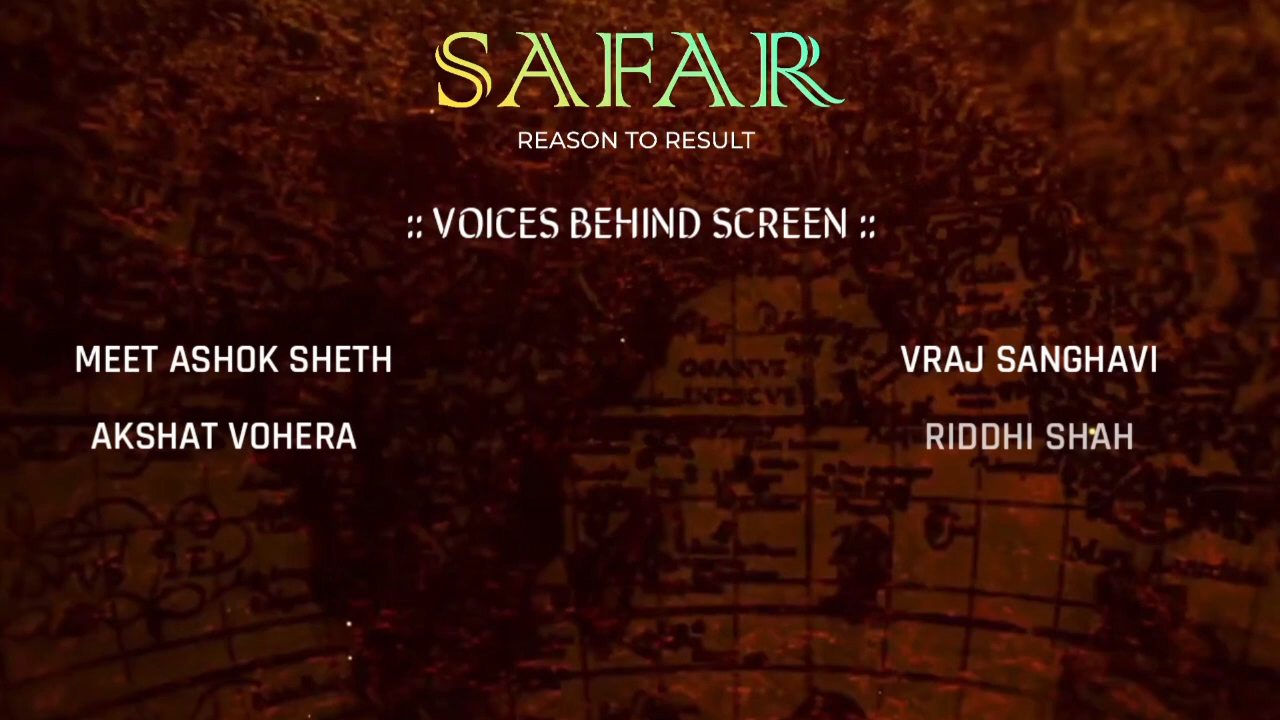 SAFAR
REASON TO RESULT
:: VOICES BEHIND SCREEN ::
MEET ASHOK SHETH
VRAJ SANGHAVI
AKSHAT VOHERA
RIDDHI SHAH